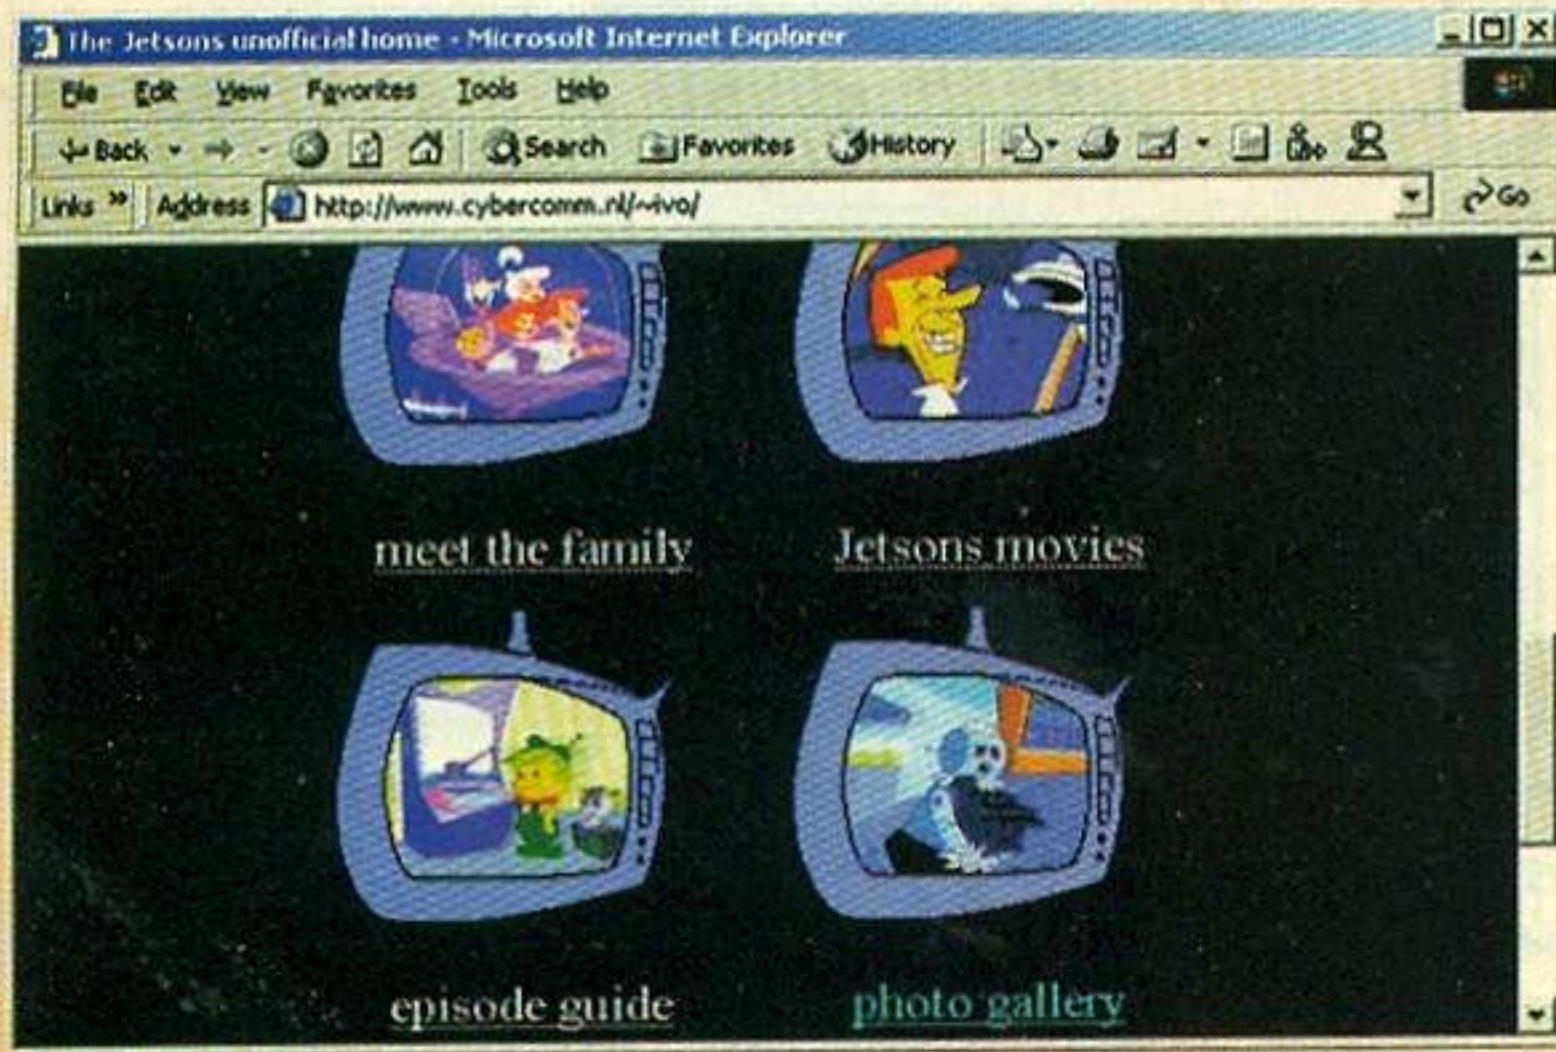 The Jetsons unofficial home - Microsoft Internet Explorer
File Edit View Favorites Tools Help
Back Search Favorites History
Links » Address http://www.cybercomm.nl/~ivo/ Go
meet the family Jetsons movies
episode guide photo gallery